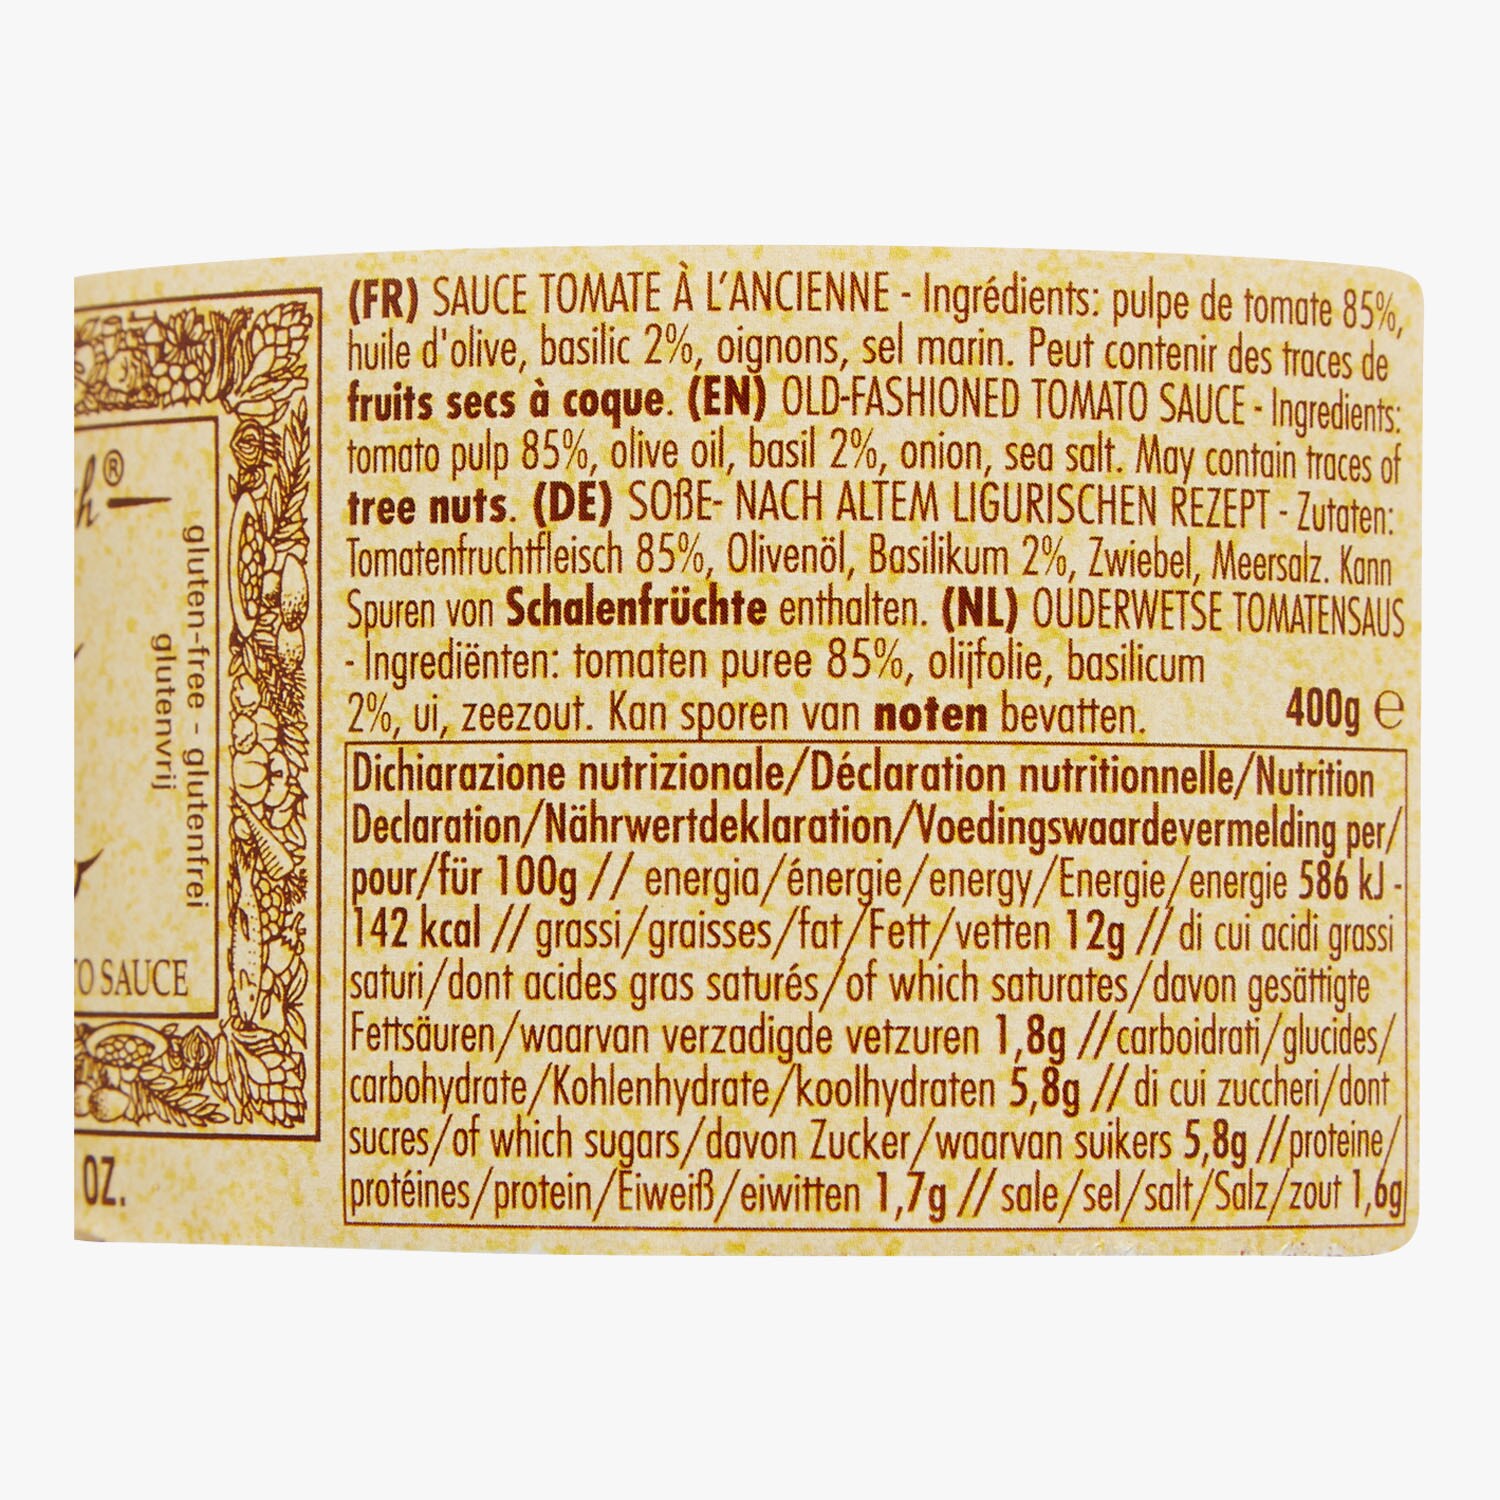 (FR) SAUCE TOMATE À L'ANCIENNE - Ingrédients: pulpe de tomate 85%,
huile d'olive, basilic 2%, oignons, sel marin. Peut contenir des traces de
fruits secs à coque. (EN) OLD-FASHIONED TOMATO SAUCE - Ingredients:
tomato pulp 85%, olive oil, basil 2%, onion, sea salt. May contain traces of
tree nuts. (DE) SOßE- NACH ALTEM LIGURISCHEN REZEPT - Zutaten:
Tomatenfruchtfleisch 85%, Olivenöl, Basilikum 2%, Zwiebel, Meersalz. Kann
Spuren von Schalenfrüchte enthalten. (NL) OUDERWETSE TOMATENSAUS
- Ingrediënten: tomaten puree 85%, olijfolie, basilicum
2%, ui, zeezout. Kan sporen van noten bevatten.
400g ℮
Dichiarazione nutrizionale/Déclaration nutritionnelle/Nutrition
Declaration/Nährwertdeklaration/Voedingswaardevermelding per/
pour/für 100g // energia/énergie/energy/Energie/energie 586 kJ -
142 kcal // grassi/graisses/fat/Fett/vetten 12g // di cui acidi grassi
saturi/dont acides gras saturés/of which saturates/davon gesättigte
Fettsäuren/waarvan verzadigde vetzuren 1,8g //carboidrati/glucides/
carbohydrate/Kohlenhydrate/koolhydraten 5,8g // di cui zuccheri/dont
sucres/of which sugars/davon Zucker/waarvan suikers 5,8g //proteine/
protéines/protein/Eiweiß/eiwitten 1,7g // sale/sel/salt/Salz/zout 1,6g
h®
gluten-free - glutenfrei
glutenvrij
TO SAUCE
OZ.